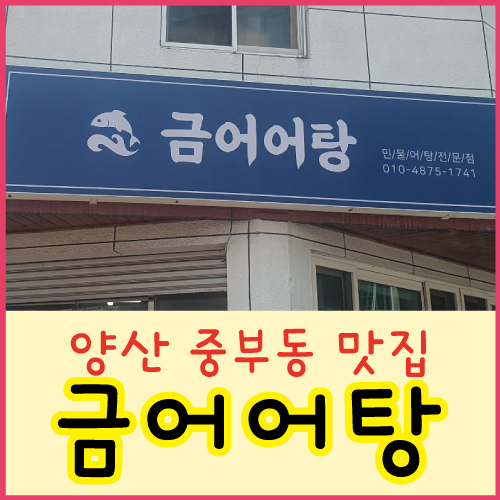 금어어탕
민/물/어/탕/전/문/점
010-4875-1741
양산 중부동 맛집
금어어탕